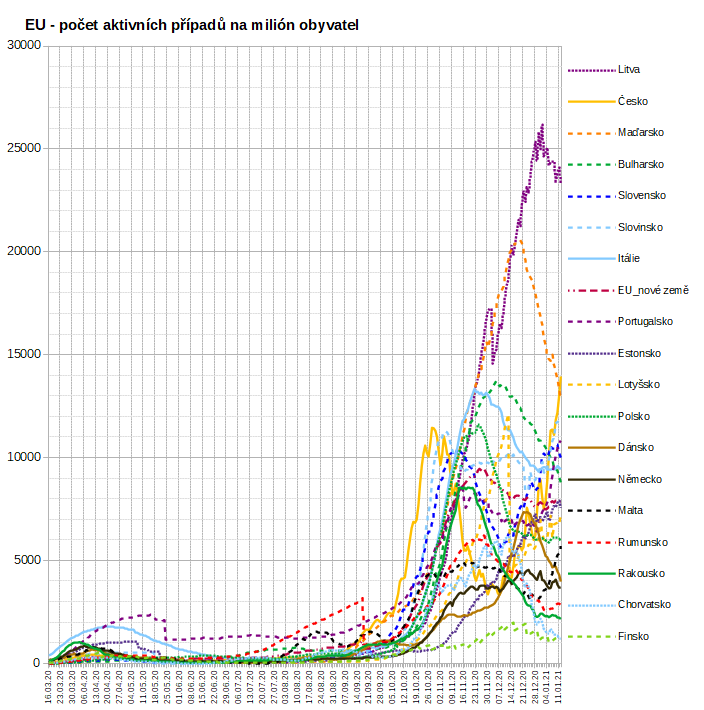 EU - počet aktivních případů na milión obyvatel
30000
25000
20000
15000
10000
5000
0
Litva
Česko
Maďarsko
Bulharsko
Slovensko
Slovinsko
Itálie
EU_nové země
Portugalsko
Estonsko
Lotyšsko
Polsko
Dánsko
Německo
Malta
Rumunsko
Rakousko
Chorvatsko
Finsko
16.03.20
23.03.20
30.03.20
06.04.20
13.04.20
20.04.20
27.04.20
04.05.20
11.05.20
18.05.20
25.05.20
01.06.20
08.06.20
15.06.20
22.06.20
29.06.20
06.07.20
13.07.20
20.07.20
27.07.20
03.08.20
10.08.20
17.08.20
24.08.20
31.08.20
07.09.20
14.09.20
21.09.20
28.09.20
05.10.20
12.10.20
19.10.20
26.10.20
02.11.20
09.11.20
16.11.20
23.11.20
30.11.20
07.12.20
14.12.20
21.12.20
28.12.20
04.01.21
11.01.21